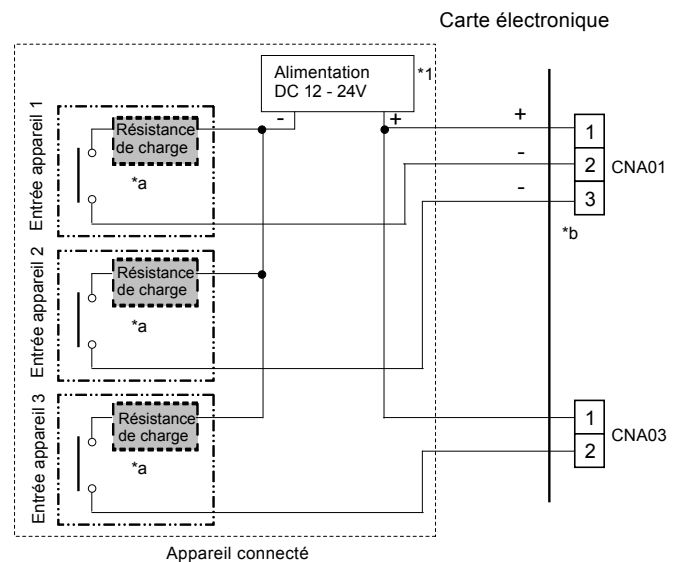 Carte électronique
Alimentation
DC 12 - 24V
*1
-
+
+
-
-
1
2
3
CNA01
*b
Entrée appareil 1
Résistance
de charge
*a
Entrée appareil 2
Résistance
de charge
*a
Entrée appareil 3
Résistance
de charge
*a
1
2
CNA03
Appareil connecté